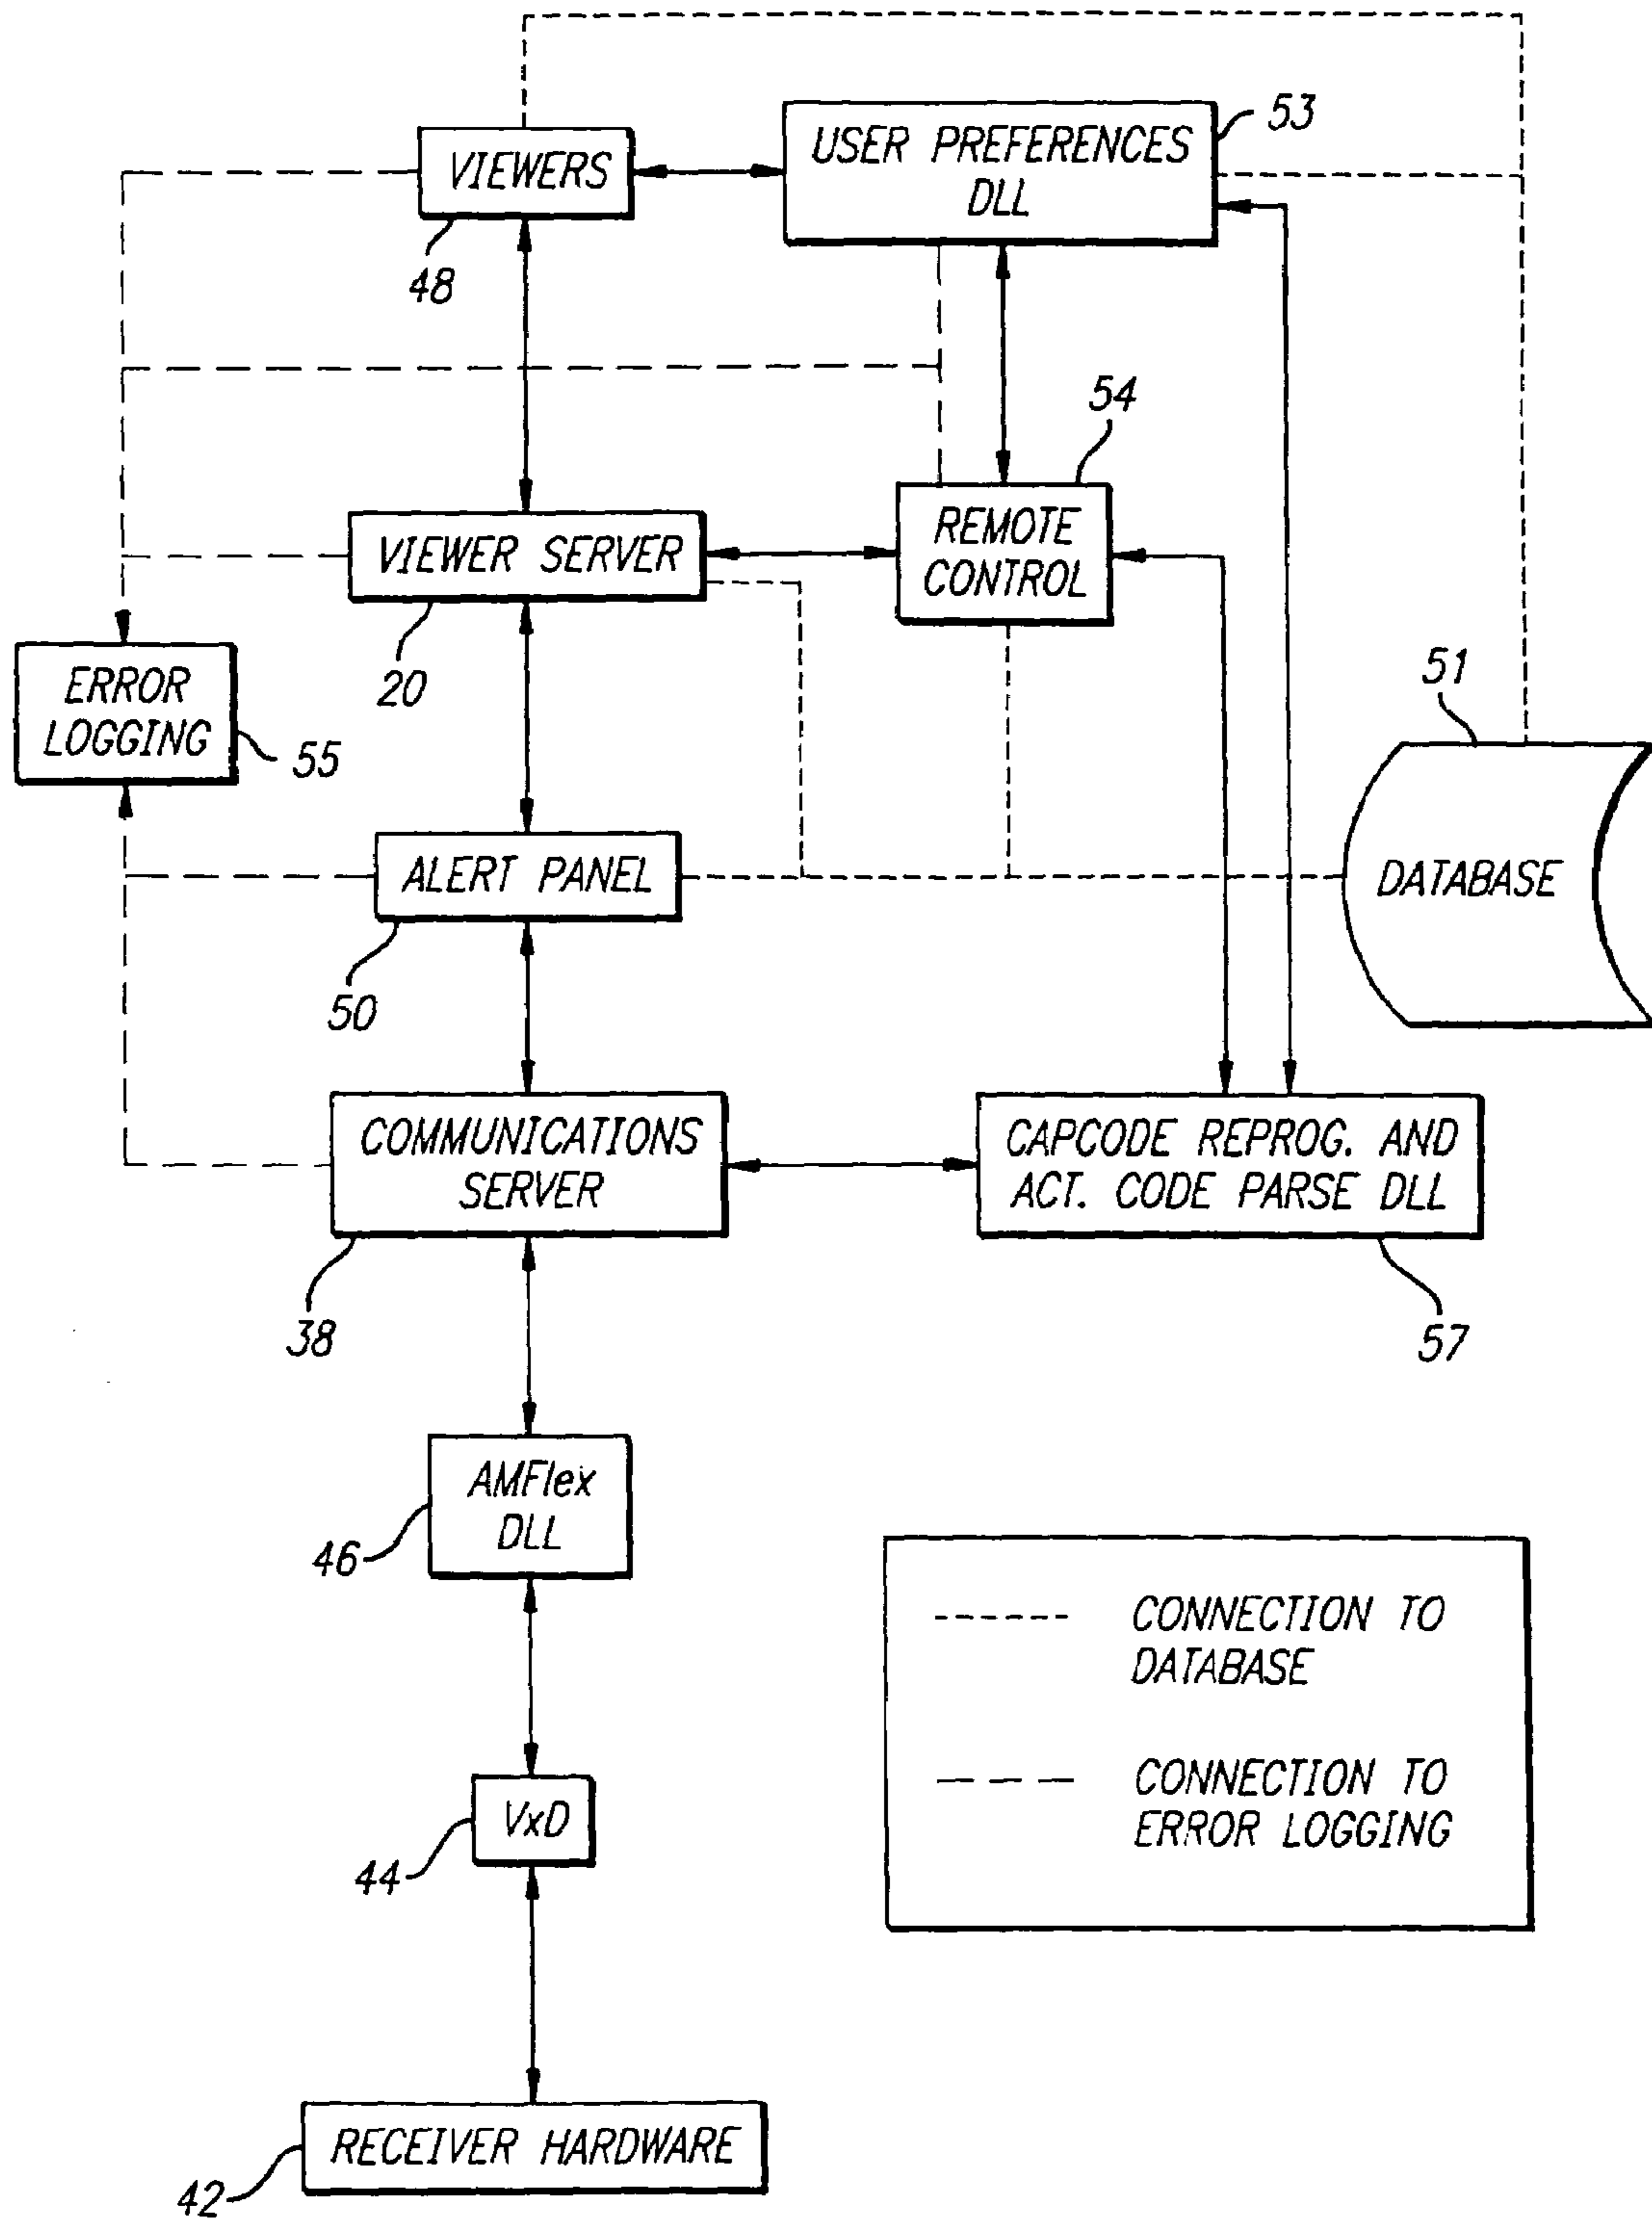 53
USER PREFERENCES
DLL
VIEWERS
48
54
REMOTE
CONTROL
VIEWER SERVER
20
ERROR
LOGGING
55
51
DATABASE
ALERT PANEL
50
COMMUNICATIONS
SERVER
38
CAPCODE REPROG. AND
ACT. CODE PARSE DLL
57
AMFlex
DLL
46
CONNECTION TO
DATABASE
CONNECTION TO
ERROR LOGGING
VxD
44
RECEIVER HARDWARE
42